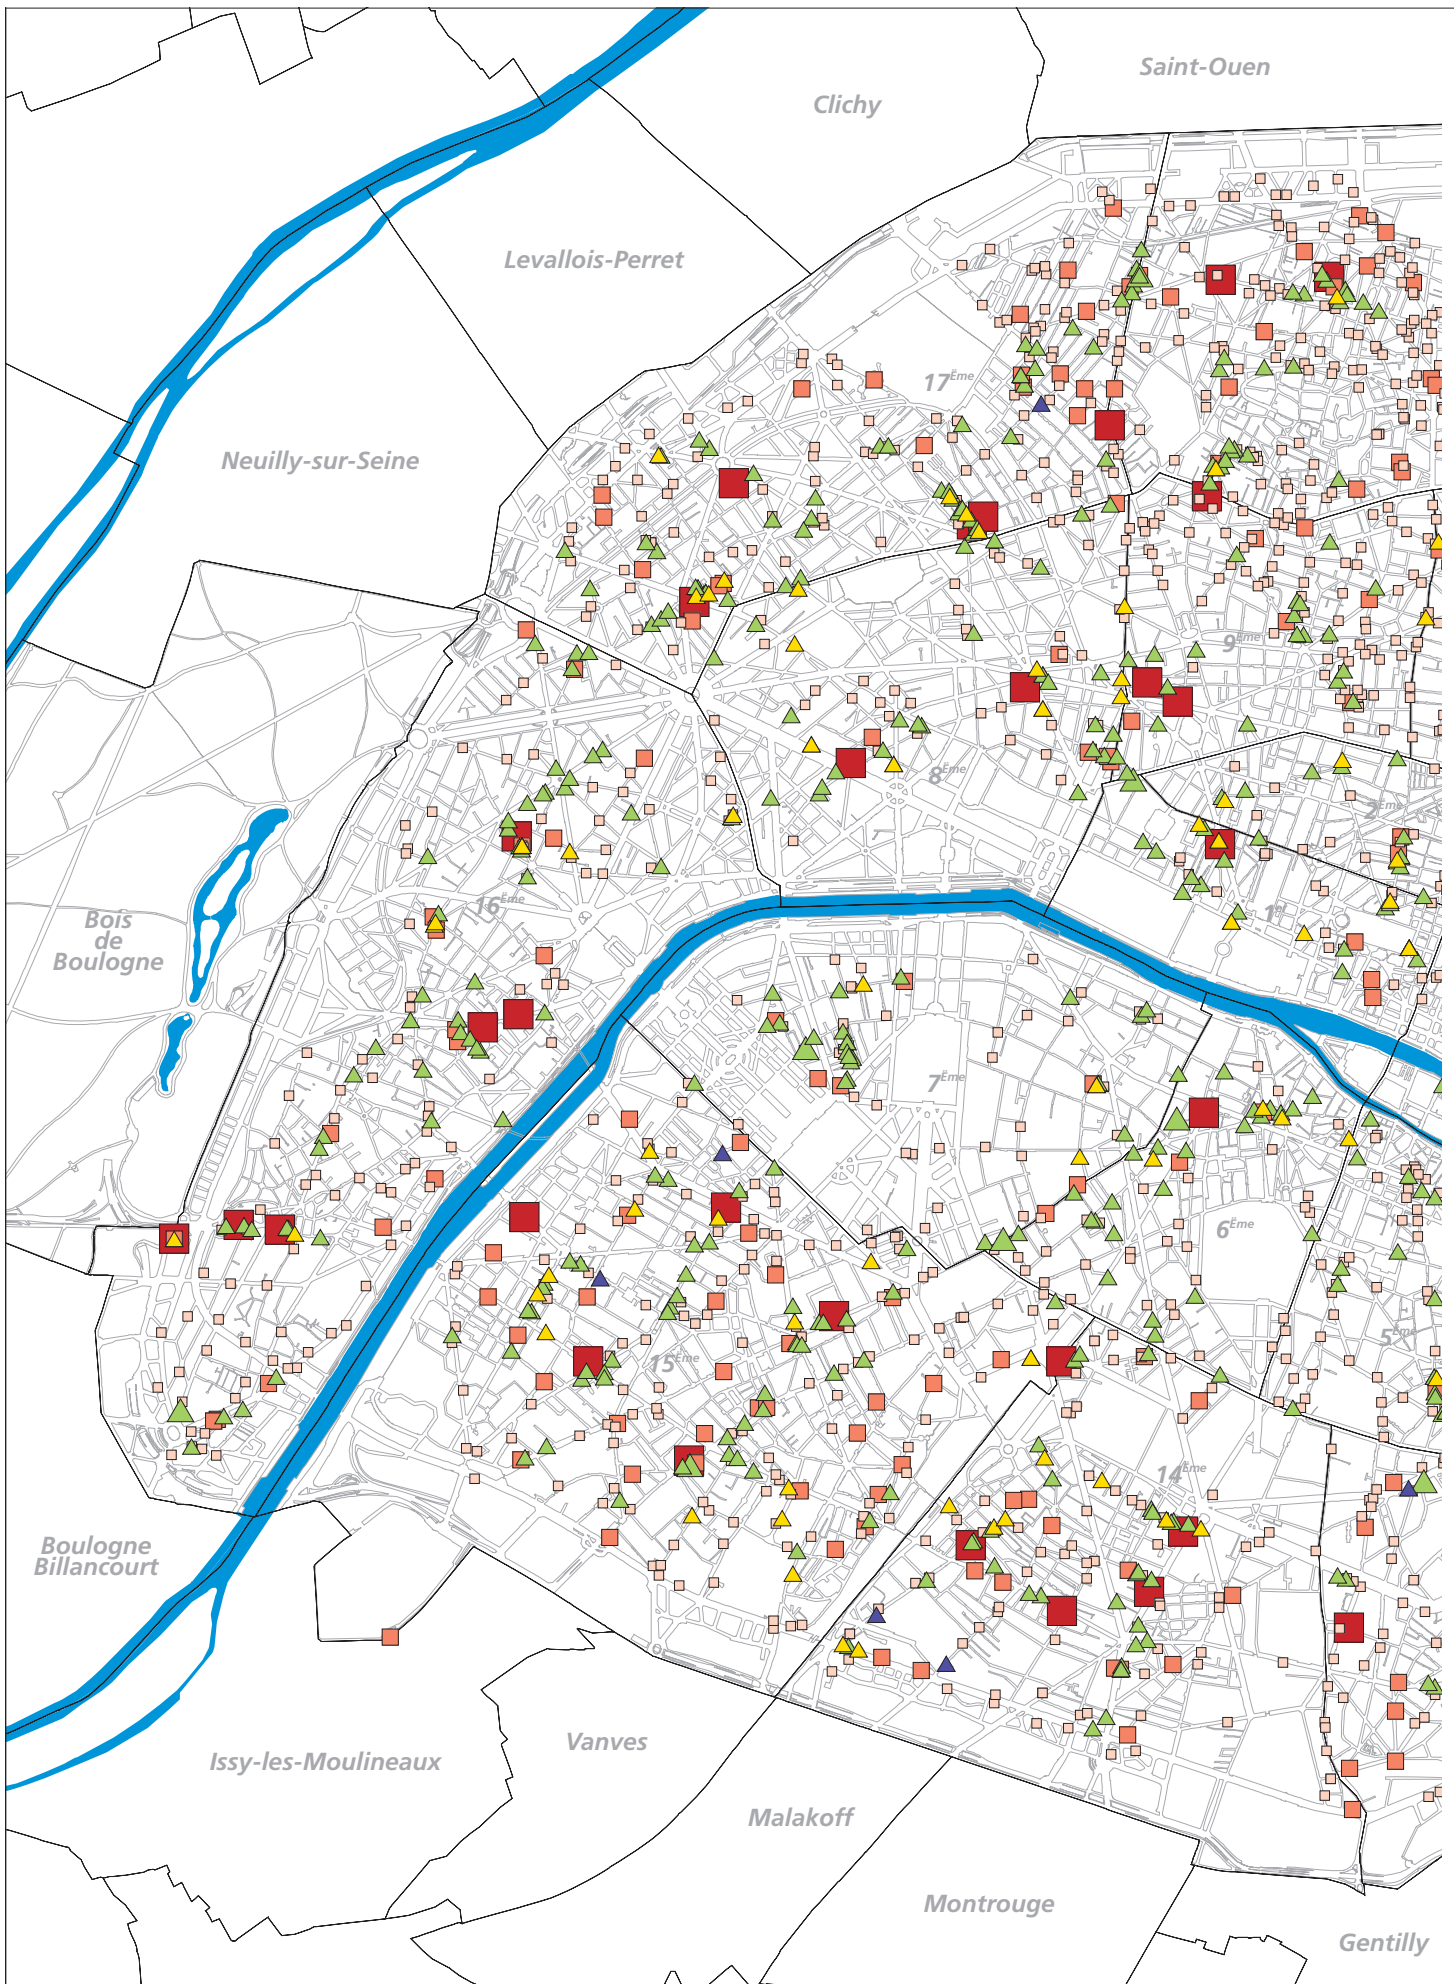 Saint-Ouen
Clichy
Levallois-Perret
17Ème
Neuilly-sur-Seine
9Ème
8Ème
2Ème
16Ème
1er
Bois
de
Boulogne
7Ème
6Ème
5Ème
15Ème
14Ème
Boulogne
Billancourt
Vanves
Issy-les-Moulineaux
Malakoff
Montrouge
Gentilly